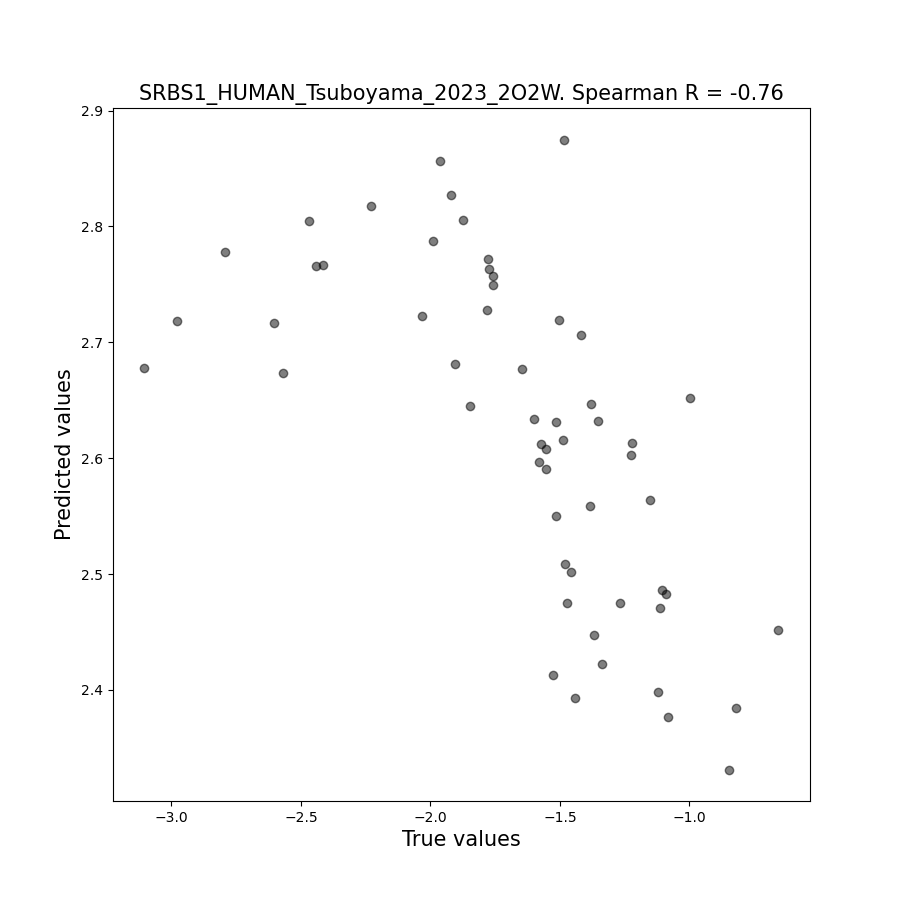 SRBS1_HUMAN_Tsuboyama_2023_2O2W. Spearman R = -0.76
2.9
2.8
2.7
2.6
2.5
2.4
Predicted values
−3.0 −2.5 −2.0 −1.5 −1.0
True values